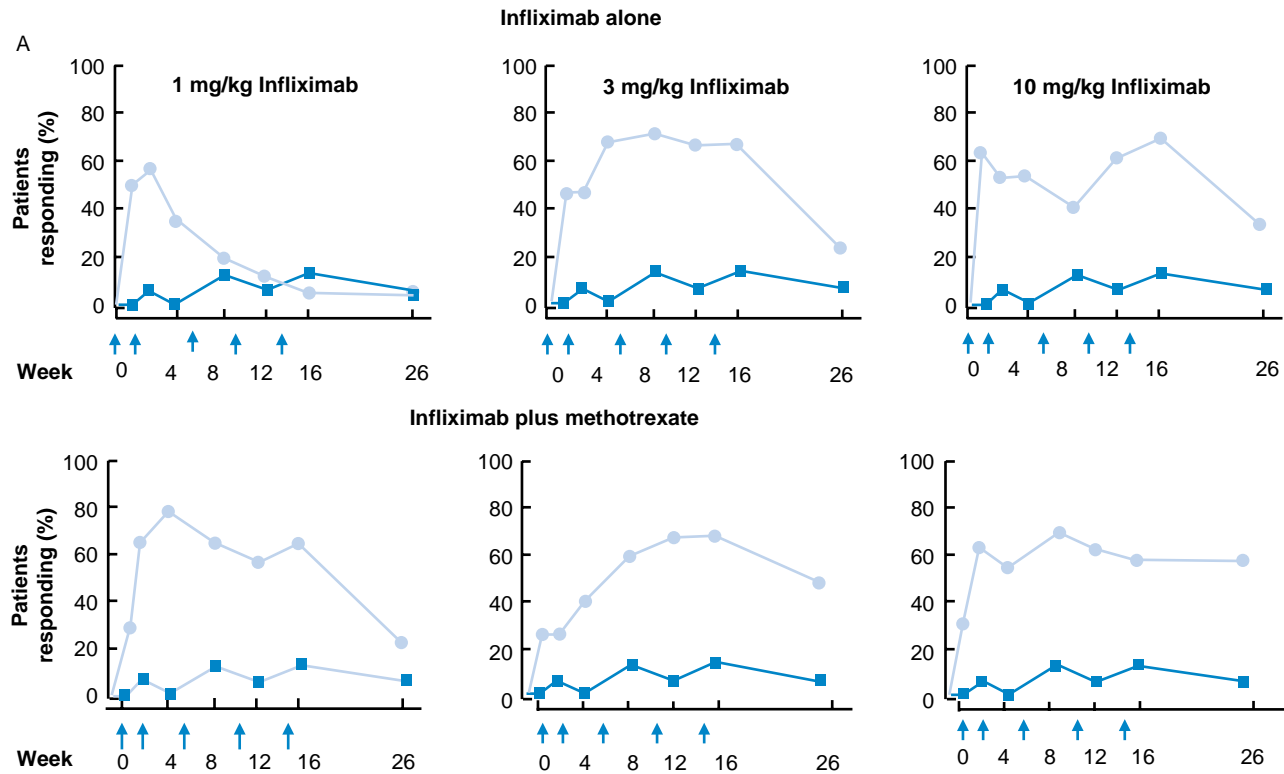 Infliximab alone
A
1 mg/kg Infliximab
3 mg/kg Infliximab
10 mg/kg Infliximab
Patients
responding (%)
100
80
60
40
20
0
100
80
60
40
20
0
100
80
60
40
20
0
Week
0 4 8 12 16 26
0 4 8 12 16 26
0 4 8 12 16 26
Infliximab plus methotrexate
Patients
responding (%)
100
80
60
40
20
0
100
80
60
40
20
0
100
80
60
40
20
0
Week
0 4 8 12 16 26
0 4 8 12 16 26
0 4 8 12 16 26